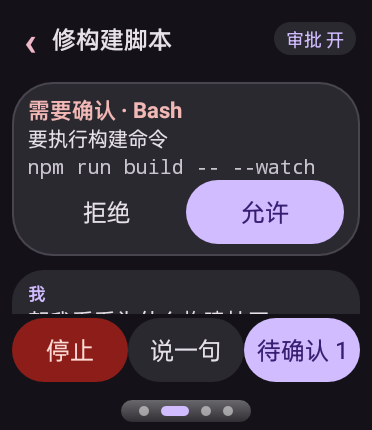 ‹ 修构建脚本 审批 开
需要确认 · Bash
要执行构建命令
npm run build -- --watch
拒绝 允许
我
停止 说一句 待确认 1